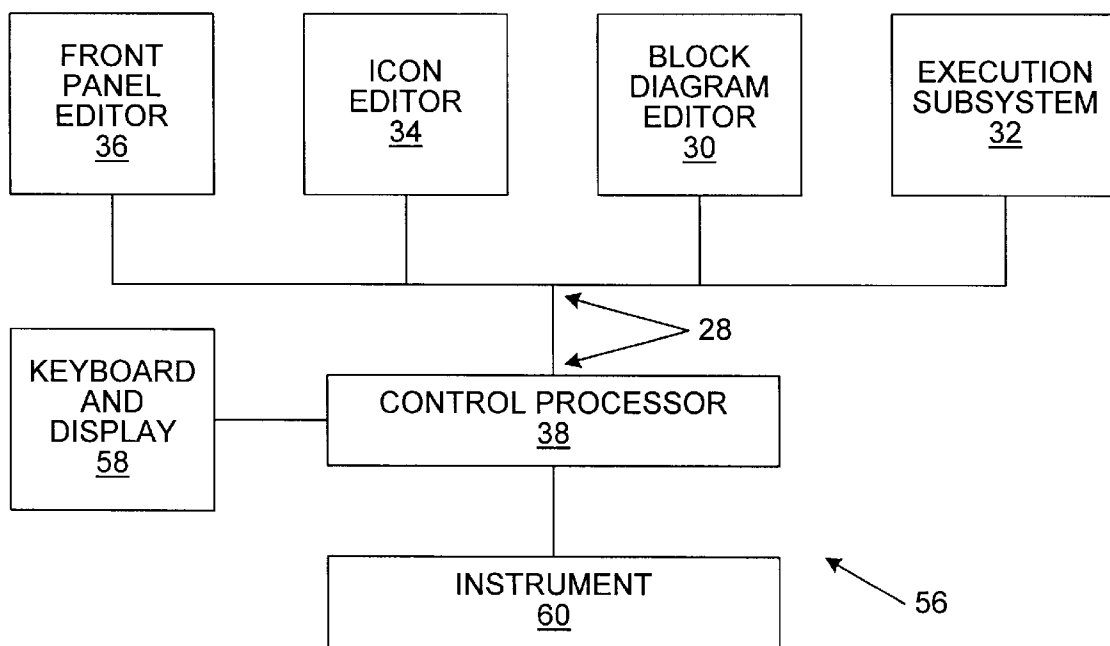 FRONT
PANEL
EDITOR
36
ICON
EDITOR
34
BLOCK
DIAGRAM
EDITOR
30
EXECUTION
SUBSYSTEM
32
28
KEYBOARD
AND
DISPLAY
58
CONTROL PROCESSOR
38
INSTRUMENT
60
56